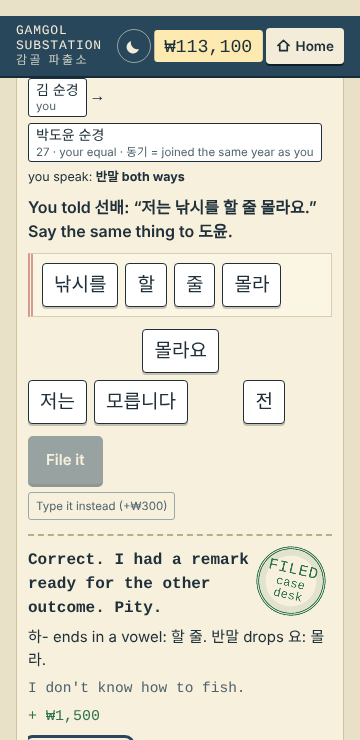 GAMGOL
SUBSTATION
감골 파출소
₩113,100
Home
김 순경
you
→
박도윤 순경
27 · your equal · 동기 = joined the same year as you
you speak: 반말 both ways
You told 선배: “저는 낚시를 할 줄 몰라요.”
Say the same thing to 도윤.
낚시를 할 줄 몰라
몰라요
저는 모릅니다 전
File it
Type it instead (+₩300)
Correct. I had a remark
ready for the other
outcome. Pity.
FILED
case
desk
하- ends in a vowel: 할 줄. 반말 drops 요: 몰
라.
I don't know how to fish.
+ ₩1,500